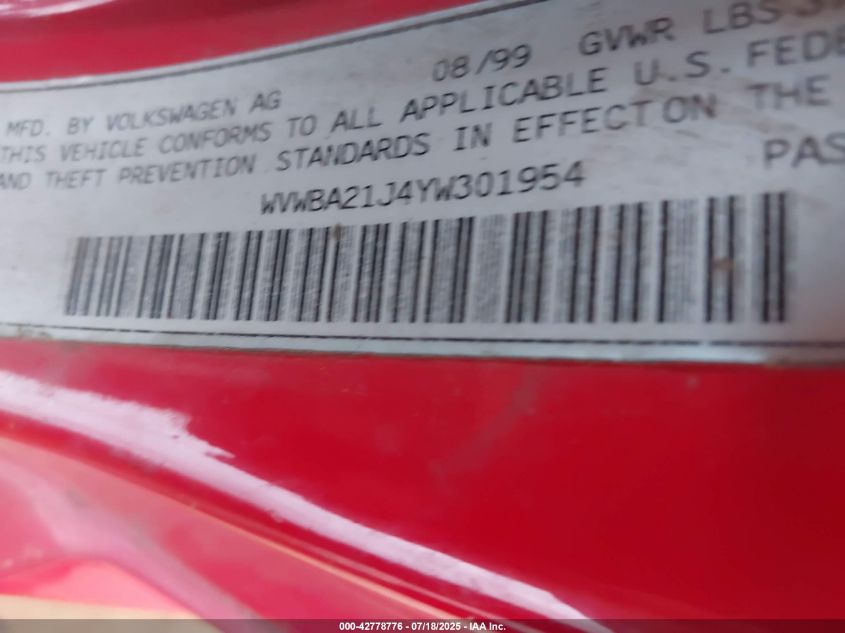 MFD. BY VOLKSWAGEN AG 08/99 GVWR LBS
THIS VEHICLE CONFORMS TO ALL APPLICABLE U.S. FEDE
AND THEFT PREVENTION STANDARDS IN EFFECT ON THE
WVWBA21J4YW301954 PAS
000-42778776 - 07/18/2025 - IAA Inc.